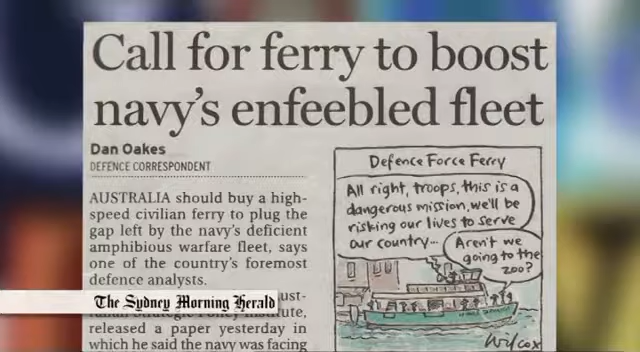 Call for ferry to boost
navy's enfeebled fleet
Dan Oakes
DEFENCE CORRESPONDENT
AUSTRALIA should buy a high-
speed civilian ferry to plug the
gap left by the navy's deficient
amphibious warfare fleet, says
one of the country's foremost
defence analysts.
The Sydney Morning Herald
ust-
Institute,
released a paper yesterday in
which he said the navy was facing
Defence Force Ferry
All right, troops, this is a
dangerous mission, we'll be
risking our lives to serve
our country...
Aren't we
going to the
zoo?
Wilcox